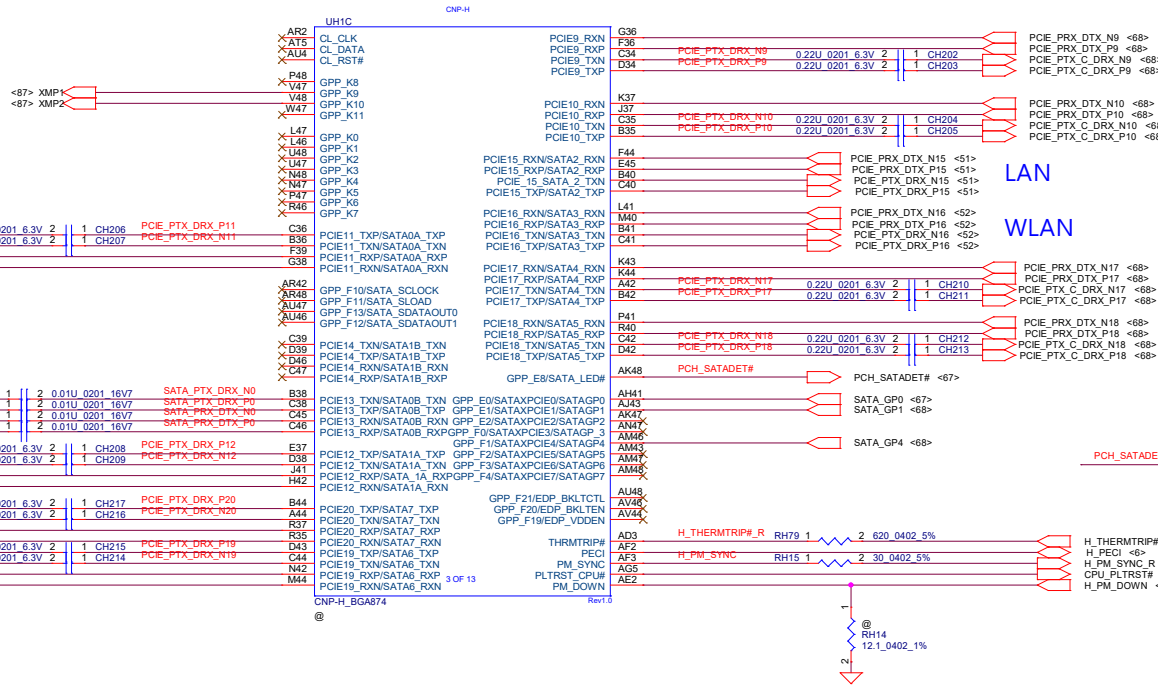 CNP-H
UH1C
AR2 CL_CLK
AT5 CL_DATA
AU4 CL_RST#
P48 GPP_K8
<87> XMP1 V47 GPP_K9
<87> XMP2 V48 GPP_K10
W47 GPP_K11
L47 GPP_K0
L46 GPP_K1
U48 GPP_K2
U47 GPP_K3
N48 GPP_K4
N47 GPP_K5
P47 GPP_K6
R46 GPP_K7
0201_6.3V 2 1 CH206 PCIE_PTX_DRX_P11 C36 PCIE11_TXP/SATA0A_TXP
0201_6.3V 2 1 CH207 PCIE_PTX_DRX_N11 B36 PCIE11_TXN/SATA0A_TXN
F39 PCIE11_RXP/SATA0A_RXP
G38 PCIE11_RXN/SATA0A_RXN
AR42 GPP_F10/SATA_SCLOCK
AR48 GPP_F11/SATA_SLOAD
AU47 GPP_F13/SATA_SDATAOUT0
AU46 GPP_F12/SATA_SDATAOUT1
C39 PCIE14_TXN/SATA1B_TXN
D39 PCIE14_TXP/SATA1B_TXP
D46 PCIE14_RXN/SATA1B_RXN
C47 PCIE14_RXP/SATA1B_RXP
1 2 0.01U_0201_16V7 SATA_PTX_DRX_N0 B38 PCIE13_TXN/SATA0B_TXN
1 2 0.01U_0201_16V7 SATA_PTX_DRX_P0 C38 PCIE13_TXP/SATA0B_TXP
1 2 0.01U_0201_16V7 SATA_PRX_DTX_N0 C45
1 2 0.01U_0201_16V7 SATA_PRX_DTX_P0 C46 PCIE13_RXP/SATA0B_RXP
0201_6.3V 2 1 CH208 PCIE_PTX_DRX_P12 E37 PCIE12_TXP/SATA1A_TXP
0201_6.3V 2 1 CH209 PCIE_PTX_DRX_N12 D38 PCIE12_TXN/SATA1A_TXN
J41 PCIE12_RXP/SATA_1A_RXP
H42 PCIE12_RXN/SATA1A_RXN
0201_6.3V 2 1 CH217 PCIE_PTX_DRX_P20 B44 PCIE20_TXP/SATA7_TXP
0201_6.3V 2 1 CH216 PCIE_PTX_DRX_N20 A44 PCIE20_TXN/SATA7_TXN
R37 PCIE20_RXP/SATA7_RXP
R35 PCIE20_RXN/SATA7_RXN
0201_6.3V 2 1 CH215 PCIE_PTX_DRX_P19 D43 PCIE19_TXP/SATA6_TXP
0201_6.3V 2 1 CH214 PCIE_PTX_DRX_N19 C44 PCIE19_TXN/SATA6_TXN
N42 PCIE19_RXP/SATA6_RXP
M44 PCIE19_RXN/SATA6_RXN
3 OF 13
CNP-H_BGA874
Rev1.0
@
PCIE9_RXN G36 PCIE_PRX_DTX_N9 <68>
PCIE9_RXP F36 PCIE_PRX_DTX_P9 <68>
PCIE9_TXN C34 PCIE_PTX_DRX_N9 0.22U_0201_6.3V 2 1 CH202 PCIE_PTX_C_DRX_N9 <68>
PCIE9_TXP D34 PCIE_PTX_DRX_P9 0.22U_0201_6.3V 2 1 CH203 PCIE_PTX_C_DRX_P9 <68>
PCIE10_RXN K37 PCIE_PRX_DTX_N10 <68>
PCIE10_RXP J37 PCIE_PRX_DTX_P10 <68>
PCIE10_TXN C35 PCIE_PTX_DRX_N10 0.22U_0201_6.3V 2 1 CH204 PCIE_PTX_C_DRX_N10 <68
PCIE10_TXP B35 PCIE_PTX_DRX_P10 0.22U_0201_6.3V 2 1 CH205 PCIE_PTX_C_DRX_P10 <68
PCIE15_RXN/SATA2_RXN F44 PCIE_PRX_DTX_N15 <51>
PCIE15_RXP/SATA2_RXP E45 PCIE_PRX_DTX_P15 <51>
PCIE_15_SATA_2_TXN B40 PCIE_PTX_DRX_N15 <51>
PCIE15_TXP/SATA2_TXP C40 PCIE_PTX_DRX_P15 <51>
LAN
PCIE16_RXN/SATA3_RXN L41 PCIE_PRX_DTX_N16 <52>
PCIE16_RXP/SATA3_RXP M40 PCIE_PRX_DTX_P16 <52>
PCIE16_TXN/SATA3_TXN B41 PCIE_PTX_DRX_N16 <52>
PCIE16_TXP/SATA3_TXP C41 PCIE_PTX_DRX_P16 <52>
WLAN
PCIE17_RXN/SATA4_RXN K43 PCIE_PRX_DTX_N17 <68>
PCIE17_RXP/SATA4_RXP K44 PCIE_PRX_DTX_P17 <68>
PCIE17_TXN/SATA4_TXN A42 PCIE_PTX_DRX_N17 0.22U_0201_6.3V 2 1 CH210 PCIE_PTX_C_DRX_N17 <68>
PCIE17_TXP/SATA4_TXP B42 PCIE_PTX_DRX_P17 0.22U_0201_6.3V 2 1 CH211 PCIE_PTX_C_DRX_P17 <68>
PCIE18_RXN/SATA5_RXN P41 PCIE_PRX_DTX_N18 <68>
PCIE18_RXP/SATA5_RXP R40 PCIE_PRX_DTX_P18 <68>
PCIE18_TXN/SATA5_TXN C42 PCIE_PTX_DRX_N18 0.22U_0201_6.3V 2 1 CH212 PCIE_PTX_C_DRX_N18 <68>
PCIE18_TXP/SATA5_TXP D42 PCIE_PTX_DRX_P18 0.22U_0201_6.3V 2 1 CH213 PCIE_PTX_C_DRX_P18 <68>
GPP_E8/SATA_LED# AK48 PCH_SATADET# PCH_SATADET# <67>
GPP_E0/SATAXPCIE0/SATAGP0 AH41 SATA_GP0 <67>
GPP_E1/SATAXPCIE1/SATAGP1 AJ43 SATA_GP1 <68>
GPP_E2/SATAXPCIE2/SATAGP2 AK47
GPP_F0/SATAXPCIE3/SATAGP_3 AN47
GPP_F1/SATAXPCIE4/SATAGP4 AM46 SATA_GP4 <68>
GPP_F2/SATAXPCIE5/SATAGP5 AM43
GPP_F3/SATAXPCIE6/SATAGP6 AM47
GPP_F4/SATAXPCIE7/SATAGP7 AM48
PCH_SATADE
GPP_F21/EDP_BKLTCTL AU48
GPP_F20/EDP_BKLTEN AV46
GPP_F19/EDP_VDDEN AV44
THRMTRIP# AD3 H_THERMTRIP#_R RH79 1 2 620_0402_5% H_THERMTRIP#
PECI AF2 H_PECI <6>
PM_SYNC AF3 H_PM_SYNC RH15 1 2 30_0402_5% H_PM_SYNC_R
PLTRST_CPU# AG5 CPU_PLTRST#
PM_DOWN AE2 H_PM_DOWN <
1
@
RH14
12.1_0402_1%
2